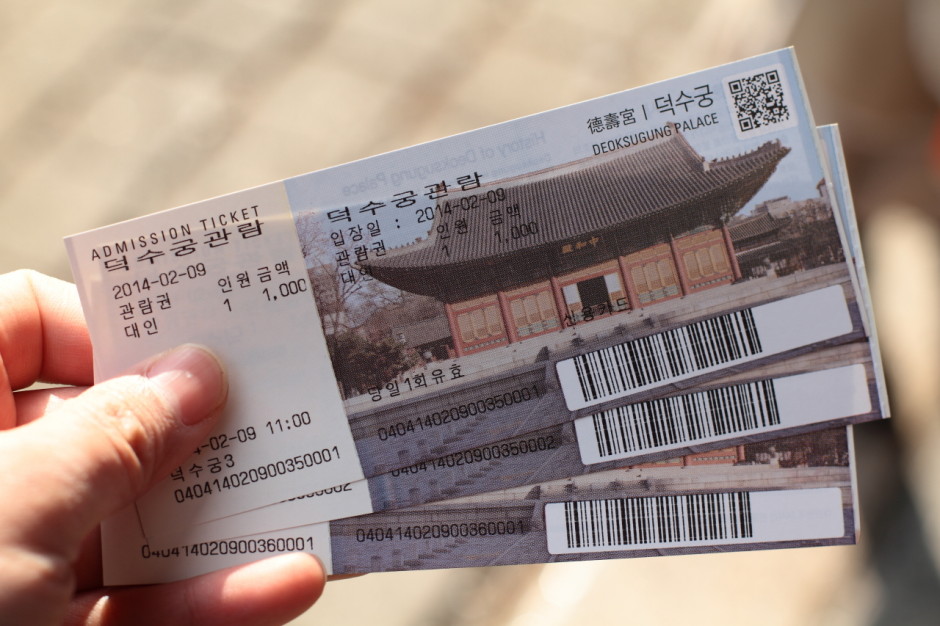 ADMISSION TICKET
덕수궁관람
2014-02-09
관람권 인원 금액
대인 1 1,000
-02-09 11:00
덕수궁3
040414020900350001
德壽宮 | 덕수궁
DEOKSUGUNG PALACE
덕수궁관람
입장일 : 2014-02-09
관람권 인원 금액
대인 1 1,000
中和殿
신용카드
당일1회유효
040414020900350001
040414020900350002
040414020900360001
040414020900360001
History of Deoksugung Palace